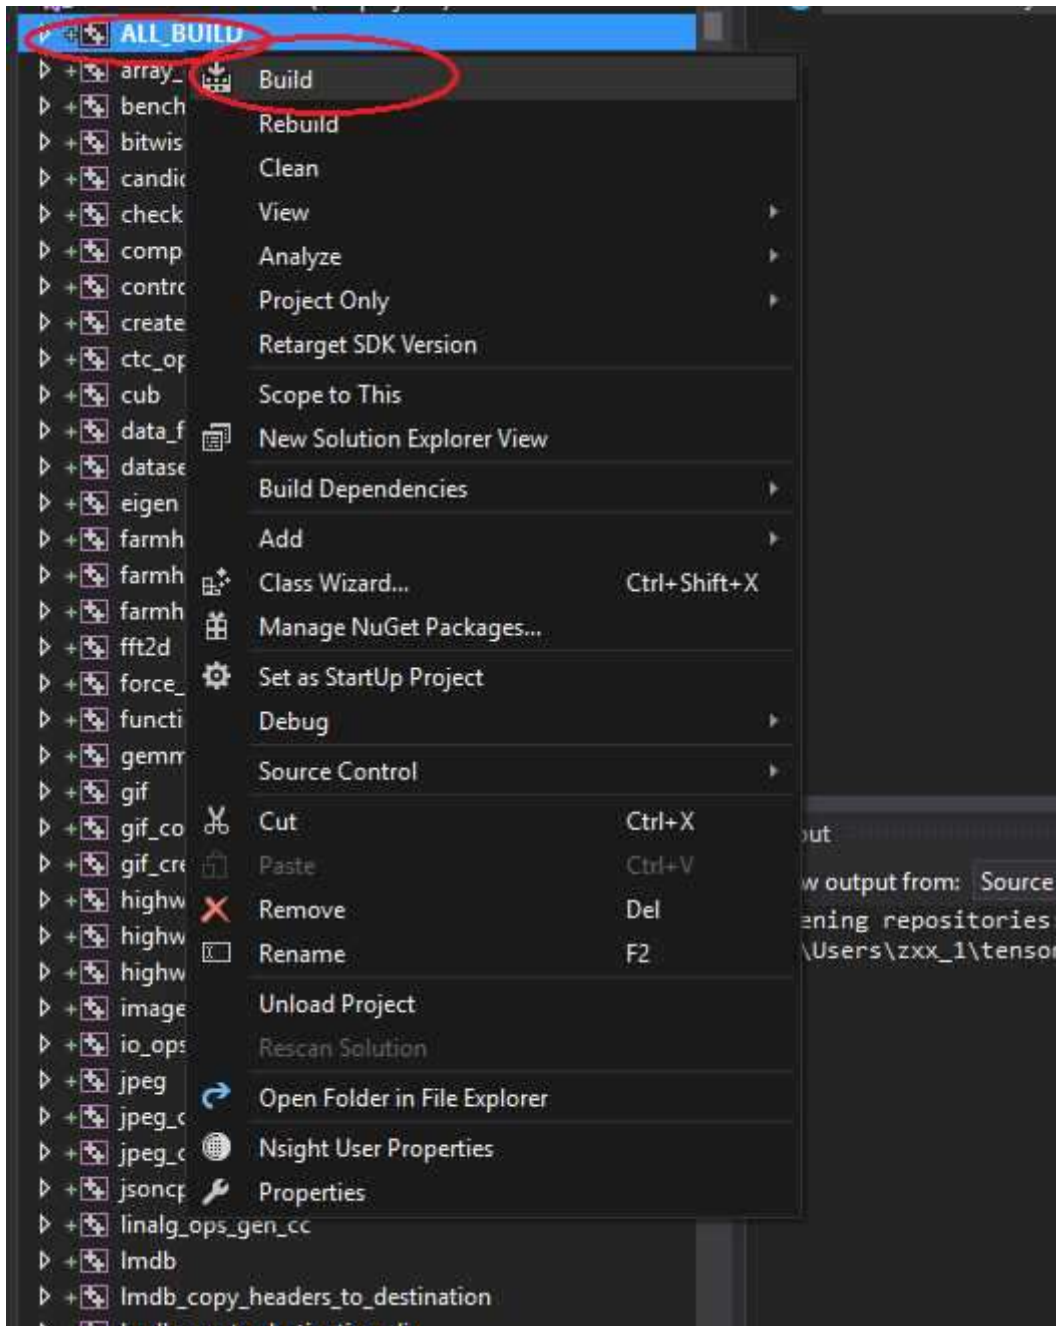 ALL_BUILD
array_
Build
bench
Rebuild
bitwis
Clean
candic
View
check
comp
Analyze
contro
Project Only
create
Retarget SDK Version
ctc_op
cub
Scope to This
data_f
New Solution Explorer View
datase
eigen
Build Dependencies
farmh
Add
farmh
Class Wizard... Ctrl+Shift+X
farmh
Manage NuGet Packages...
fft2d
force_
Set as StartUp Project
functi
Debug
gemm
gif
Source Control
gif_co
Cut Ctrl+X
put
gif_cre
Paste Ctrl+V
w output from: Source
highw
Remove Del
ening repositories
highw
Rename F2
\Users\zxx_1\tensor
highw
image
Unload Project
io_ops
Rescan Solution
jpeg
Open Folder in File Explorer
jpeg_c
jpeg_c
Nsight User Properties
jsoncp
Properties
linalg_ops_gen_cc
lmdb
lmdb_copy_headers_to_destination